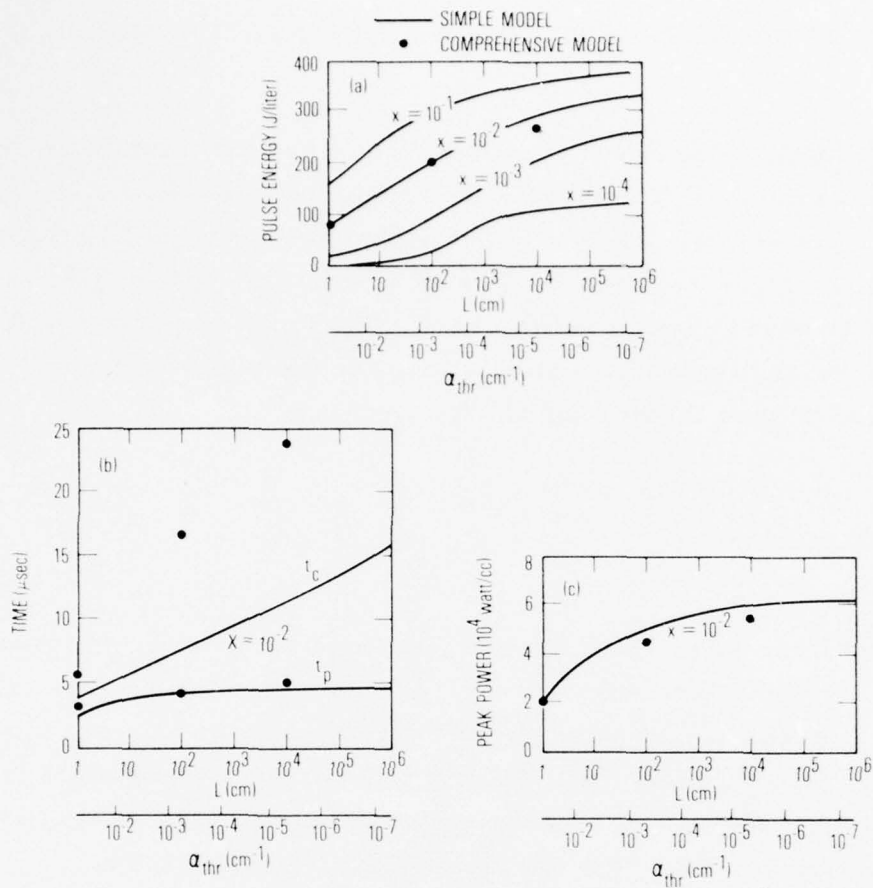 SIMPLE MODEL
COMPREHENSIVE MODEL
(a)
PULSE ENERGY (J/liter)
400
300
200
100
0
x = 10⁻¹
x = 10⁻²
x = 10⁻³
x = 10⁻⁴
1 10 10² 10³ 10⁴ 10⁵ 10⁶
L (cm)
10⁻² 10⁻³ 10⁻⁴ 10⁻⁵ 10⁻⁶ 10⁻⁷
α_thr (cm⁻¹)
(b)
TIME (μsec)
25
20
15
10
5
0
t_c
X = 10⁻²
t_p
1 10 10² 10³ 10⁴ 10⁵ 10⁶
L (cm)
10⁻² 10⁻³ 10⁻⁴ 10⁻⁵ 10⁻⁶ 10⁻⁷
α_thr (cm⁻¹)
(c)
PEAK POWER (10⁴ watt/cc)
8
6
4
2
0
x = 10⁻²
1 10 10² 10³ 10⁴ 10⁵ 10⁶
L (cm)
10⁻² 10⁻³ 10⁻⁴ 10⁻⁵ 10⁻⁶ 10⁻⁷
α_thr (cm⁻¹)